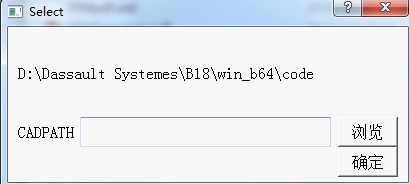 Select
D:\Dassault Systemes\B18\win_b64\code
CADPATH
浏览
确定